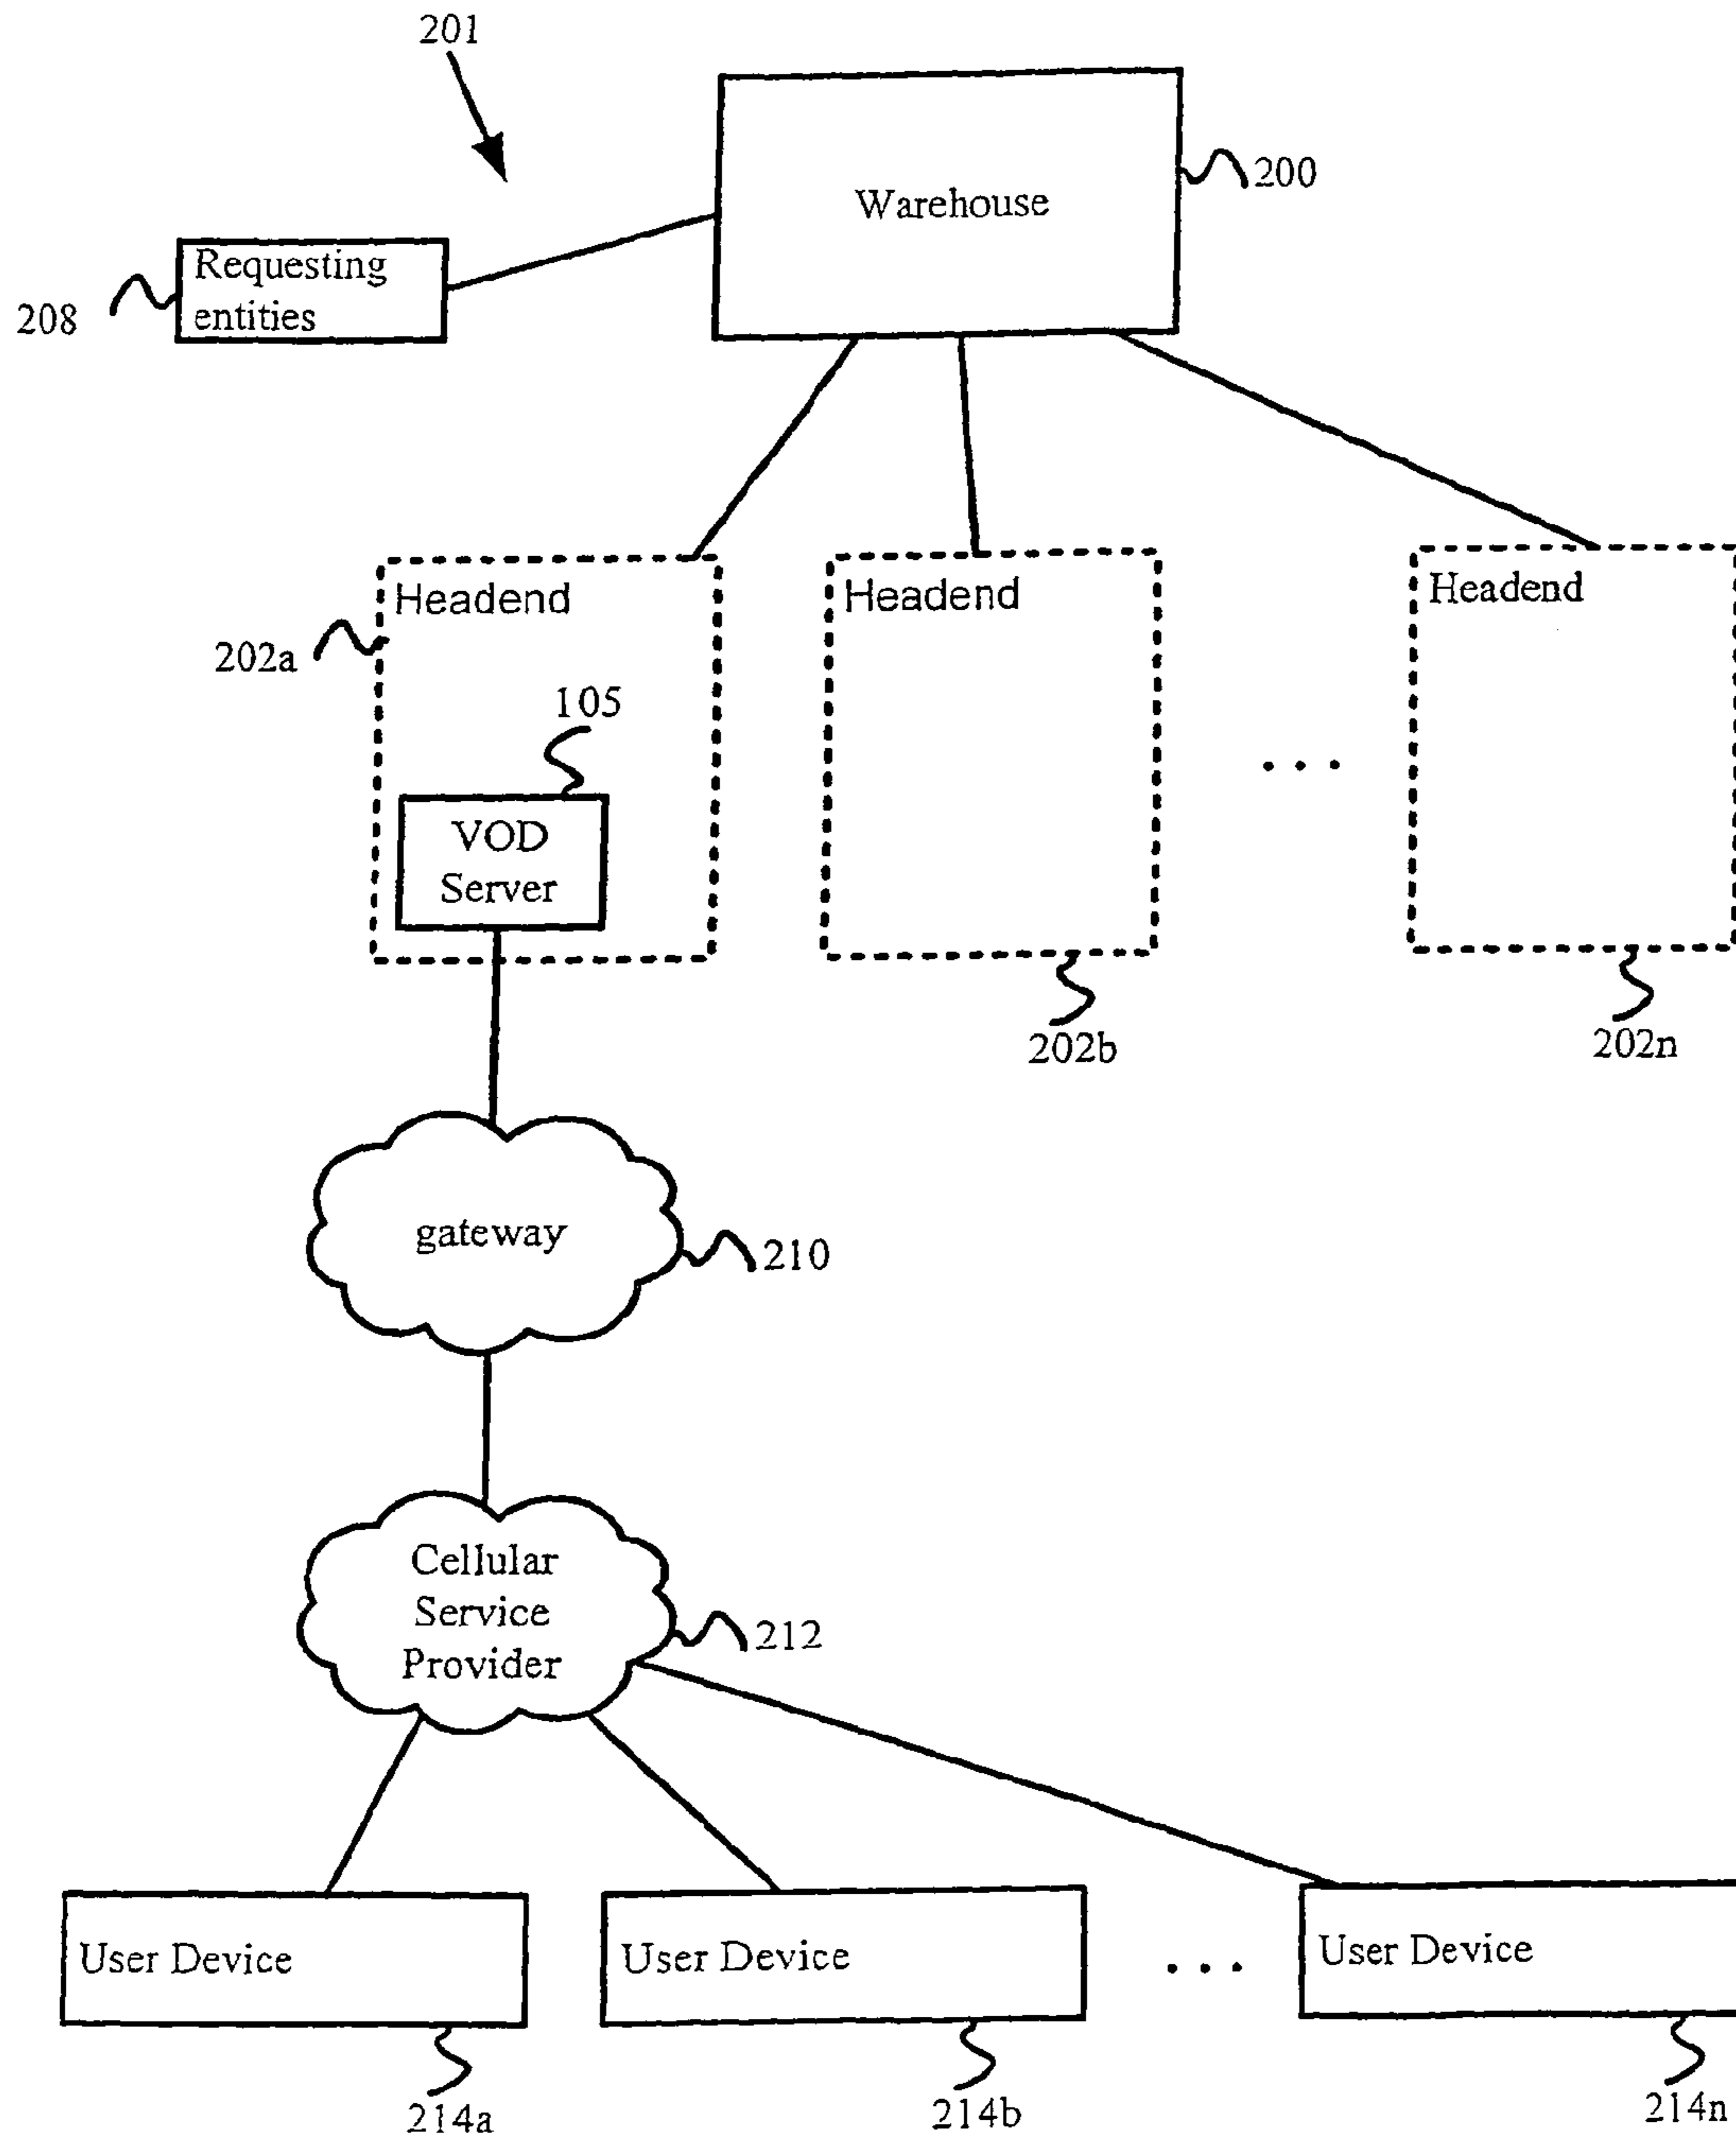 201
Warehouse
200
Requesting
entities
208
Headend
Headend
Headend
202a
105
VOD
Server
...
202b
202n
gateway
210
Cellular
Service
Provider
212
User Device
User Device
...
User Device
214a
214b
214n